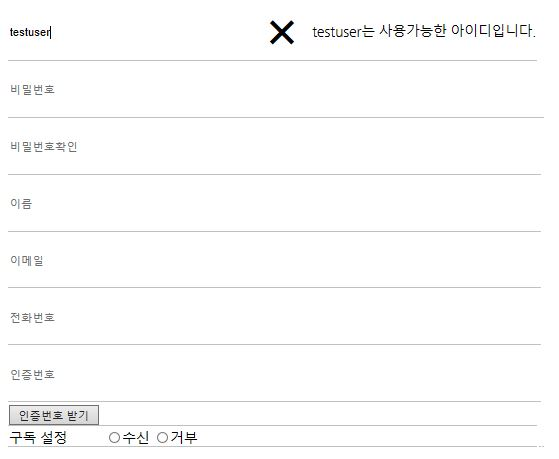 testuser testuser는 사용가능한 아이디입니다.
비밀번호
비밀번호확인
이름
이메일
전화번호
인증번호
인증번호 받기
구독 설정 수신 거부